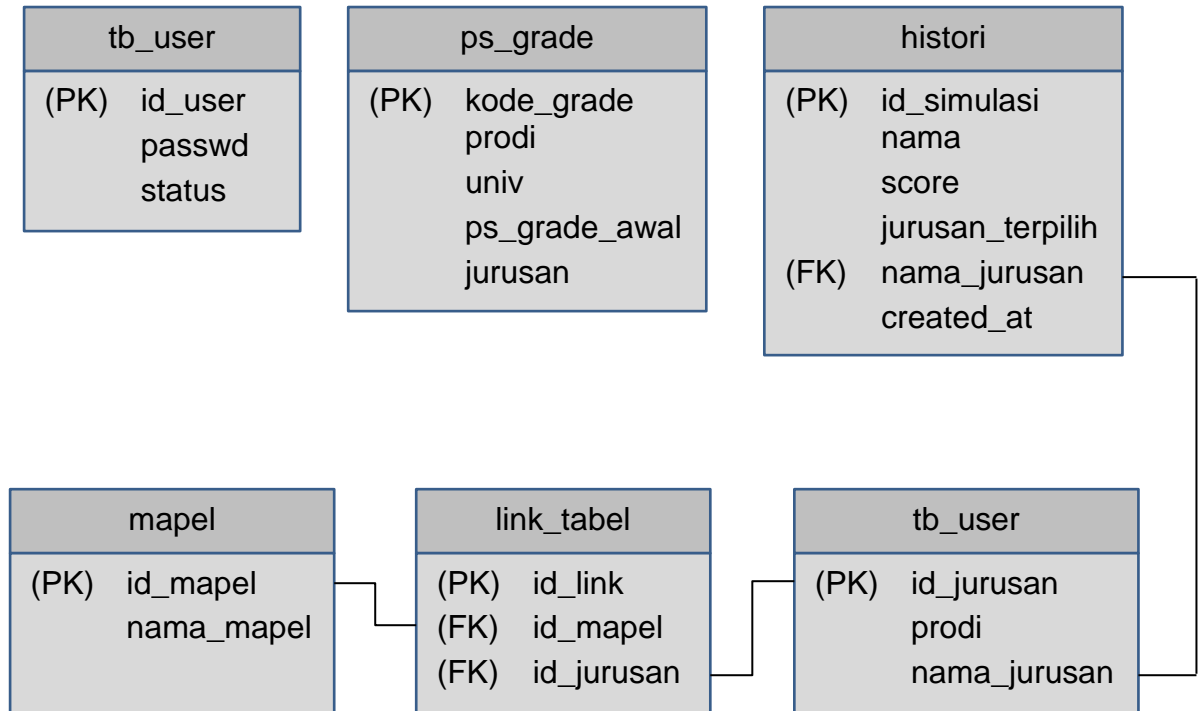 tb_user
(PK) id_user
passwd
status
ps_grade
(PK) kode_grade
prodi
univ
ps_grade_awal
jurusan
histori
(PK) id_simulasi
nama
score
jurusan_terpilih
(FK) nama_jurusan
created_at
mapel
(PK) id_mapel
nama_mapel
link_tabel
(PK) id_link
(FK) id_mapel
(FK) id_jurusan
tb_user
(PK) id_jurusan
prodi
nama_jurusan